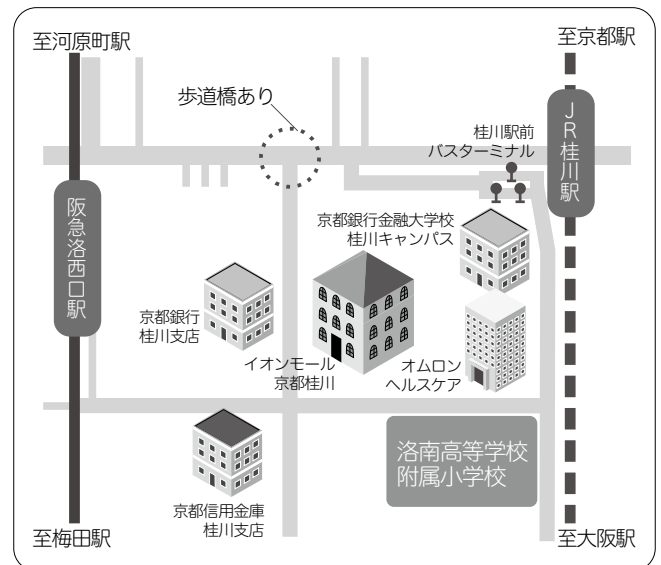 至河原町駅
至京都駅
歩道橋あり
桂川駅前
バスターミナル
JR桂川駅
阪急洛西口駅
京都銀行金融大学校
桂川キャンパス
京都銀行
桂川支店
イオンモール
京都桂川
オムロン
ヘルスケア
洛南高等学校
附属小学校
京都信用金庫
桂川支店
至梅田駅
至大阪駅